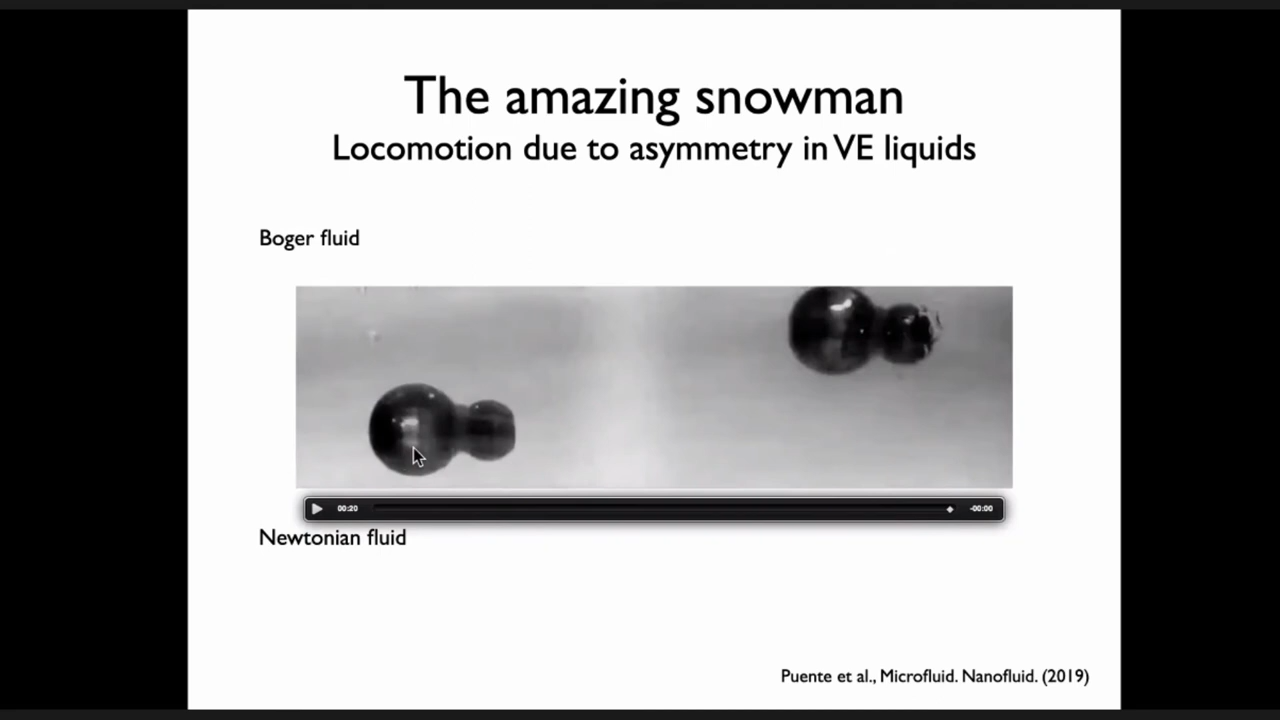 The amazing snowman
Locomotion due to asymmetry in VE liquids
Boger fluid
00:20
-00:00
Newtonian fluid
Puente et al., Microfluid. Nanofluid. (2019)